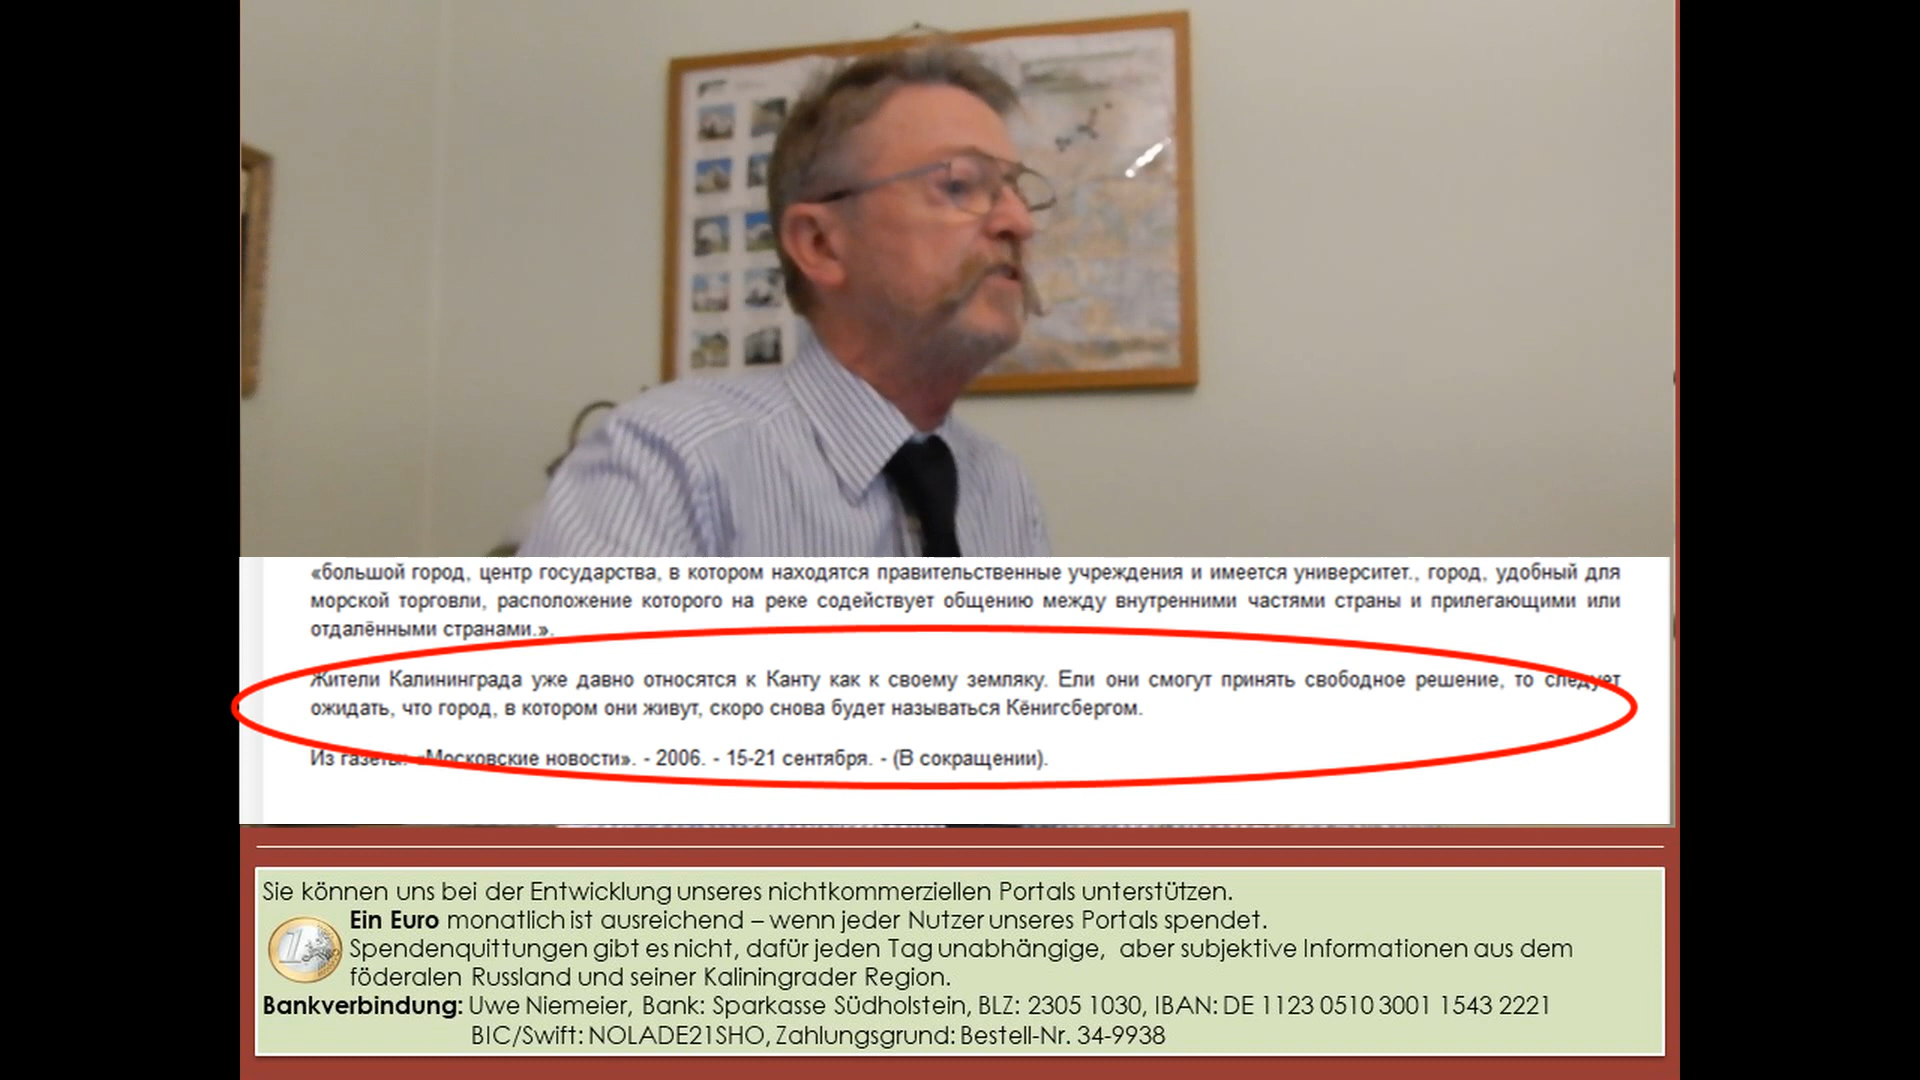 «большой город, центр государства, в котором находятся правительственные учреждения и имеется университет., город, удобный для
морской торговли, расположение которого на реке содействует общению между внутренними частями страны и прилегающими или
отдалёнными странами.».
Жители Калининграда уже давно относятся к Канту как к своему земляку. Ели они смогут принять свободное решение, то следует
ожидать, что город, в котором они живут, скоро снова будет называться Кёнигсбергом.
Из газеты: «Московские новости». - 2006. - 15-21 сентября. - (В сокращении).
Sie können uns bei der Entwicklung unseres nichtkommerziellen Portals unterstützen.
Ein Euro monatlich ist ausreichend – wenn jeder Nutzer unseres Portals spendet.
Spendenquittungen gibt es nicht, dafür jeden Tag unabhängige, aber subjektive Informationen aus dem
föderalen Russland und seiner Kaliningrader Region.
Bankverbindung: Uwe Niemeier, Bank: Sparkasse Südholstein, BLZ: 2305 1030, IBAN: DE 1123 0510 3001 1543 2221
BIC/Swift: NOLADE21SHO, Zahlungsgrund: Bestell-Nr. 34-9938